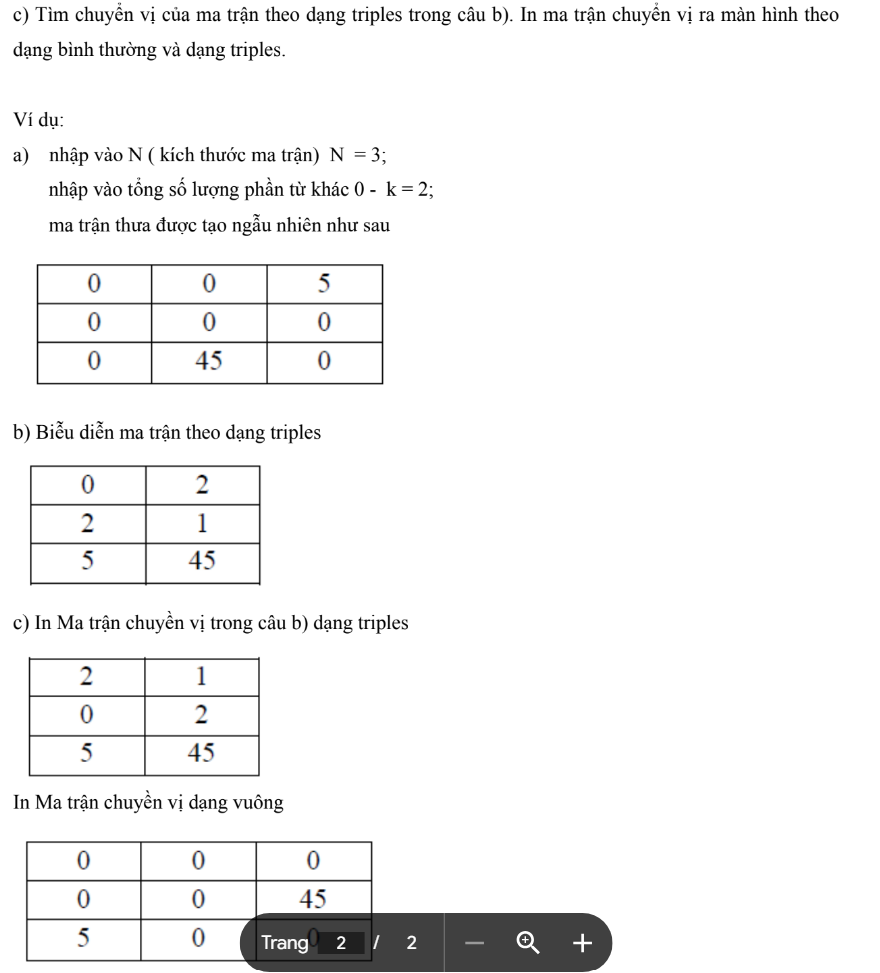 c) Tìm chuyển vị của ma trận theo dạng triples trong câu b). In ma trận chuyển vị ra màn hình theo
dạng bình thường và dạng triples.
Ví dụ:
a) nhập vào N ( kích thước ma trận) N = 3;
nhập vào tổng số lượng phần từ khác 0 - k = 2;
ma trận thưa được tạo ngẫu nhiên như sau
0 0 5
0 0 0
0 45 0
b) Biễu diễn ma trận theo dạng triples
0 2
2 1
5 45
c) In Ma trận chuyển vị trong câu b) dạng triples
2 1
0 2
5 45
In Ma trận chuyển vị dạng vuông
0 0 0
0 0 45
5 0 0
Trang 2 / 2